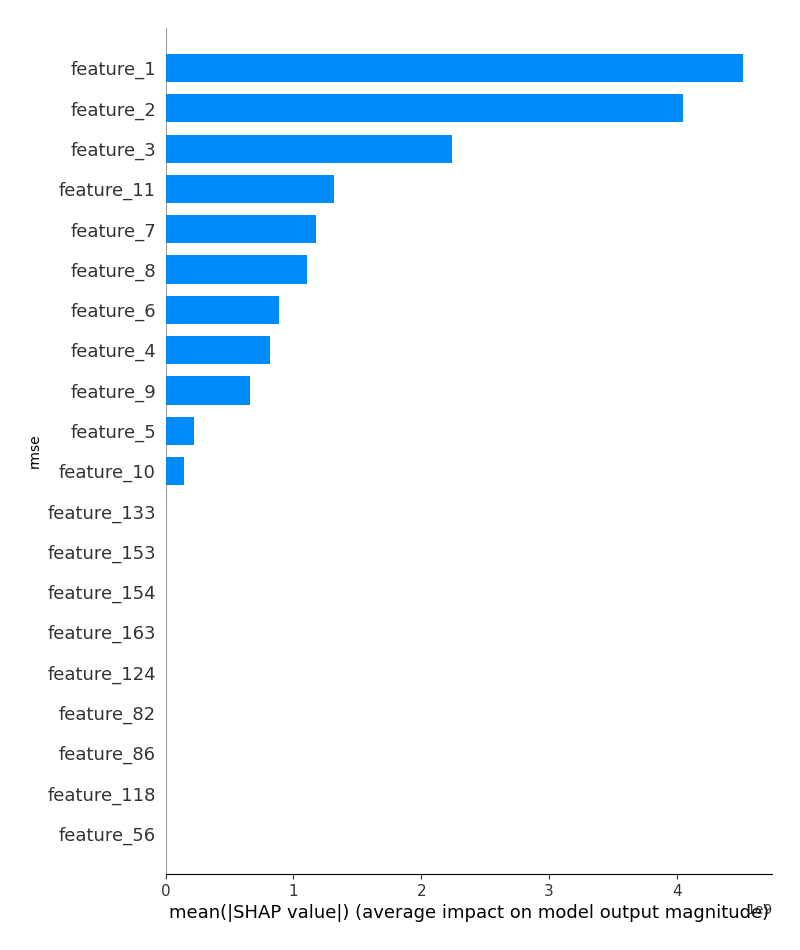 feature_1
feature_2
feature_3
feature_11
feature_7
feature_8
feature_6
feature_4
feature_9
feature_5
feature_10
feature_133
feature_153
feature_154
feature_163
feature_124
feature_82
feature_86
feature_118
feature_56
rmse
0 1 2 3 4
1e9
mean(|SHAP value|) (average impact on model output magnitude)